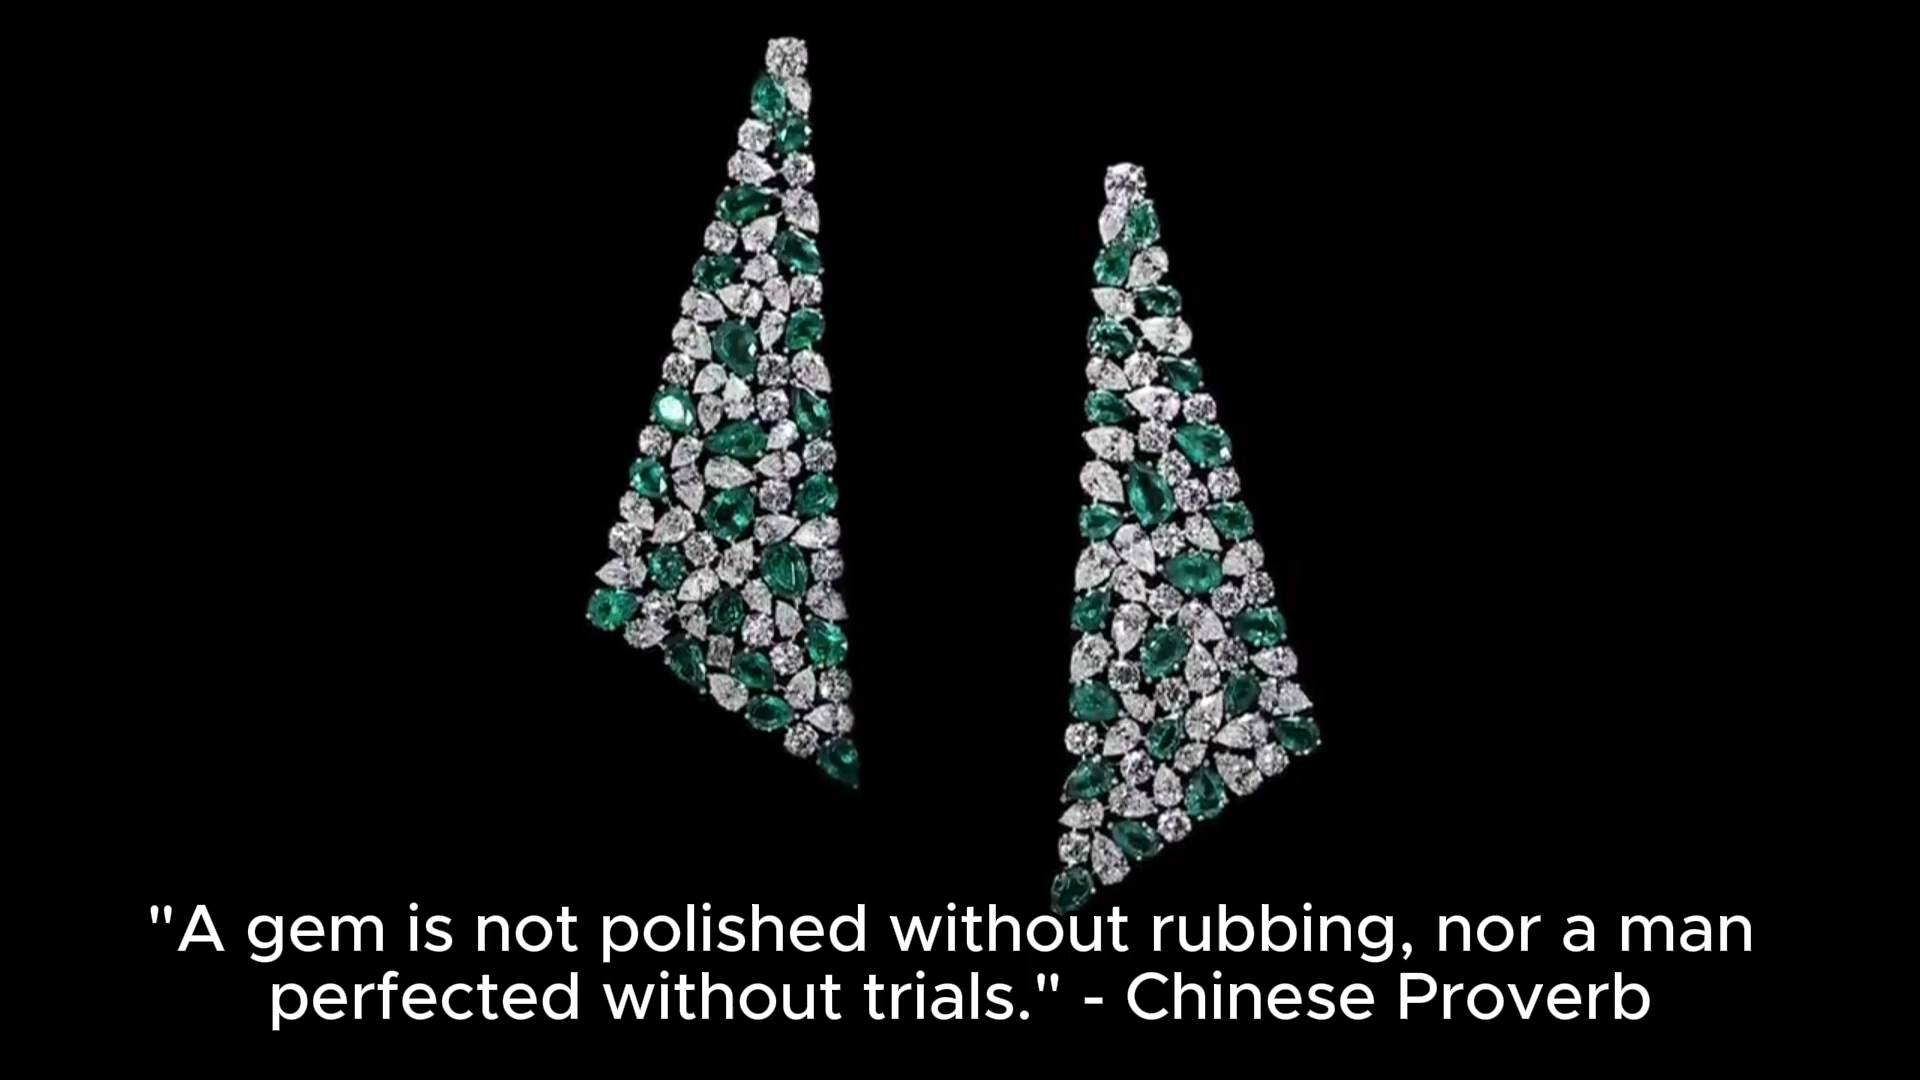 "A gem is not polished without rubbing, nor a man
perfected without trials." - Chinese Proverb